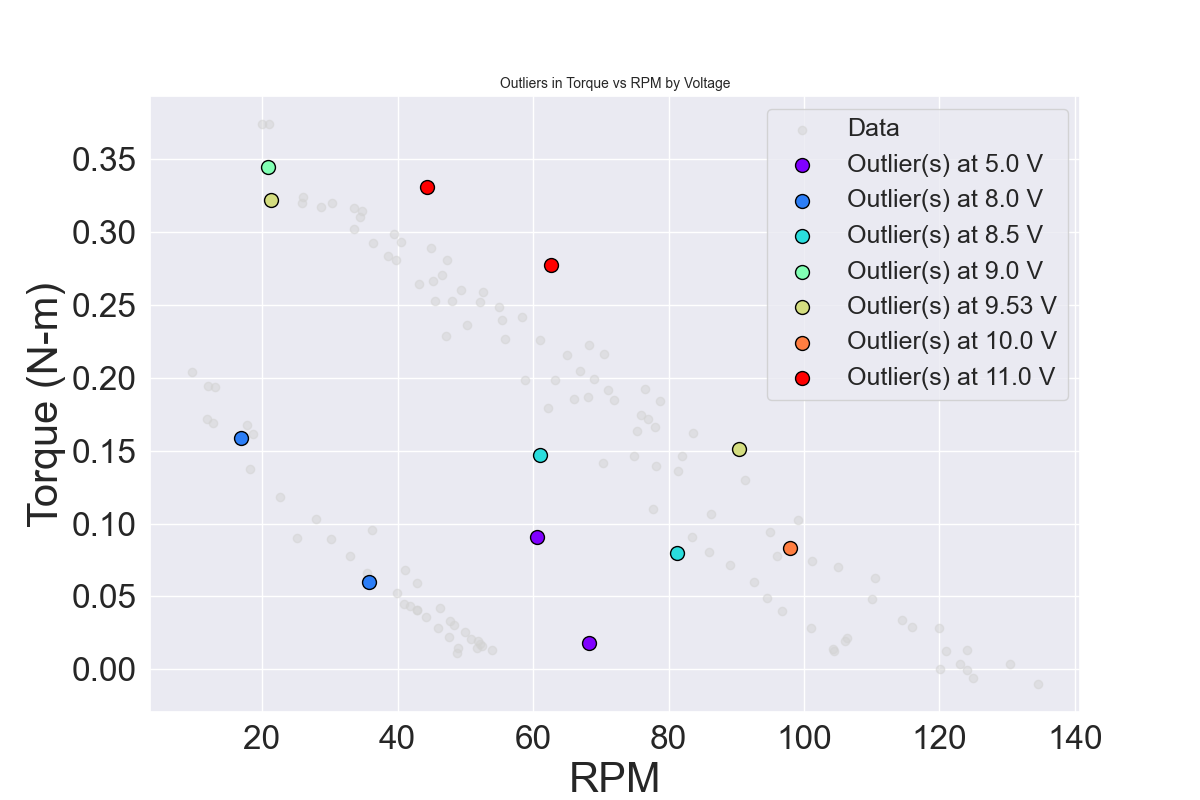 Outliers in Torque vs RPM by Voltage
Data
Outlier(s) at 5.0 V
Outlier(s) at 8.0 V
Outlier(s) at 8.5 V
Outlier(s) at 9.0 V
Outlier(s) at 9.53 V
Outlier(s) at 10.0 V
Outlier(s) at 11.0 V
Torque (N-m)
0.35
0.30
0.25
0.20
0.15
0.10
0.05
0.00
20 40 60 80 100 120 140
RPM